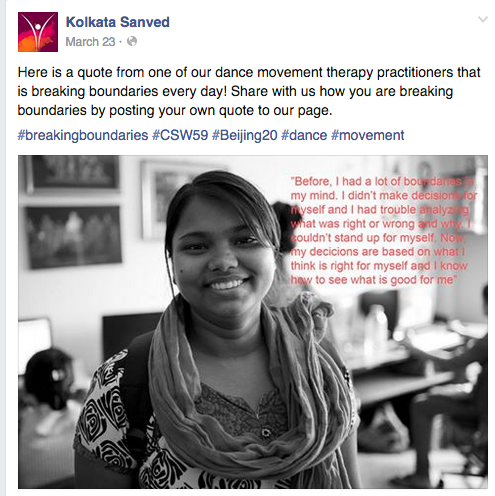 Kolkata Sanved
March 23 ·
Here is a quote from one of our dance movement therapy practitioners that
is breaking boundaries every day! Share with us how you are breaking
boundaries by posting your own quote to our page.
#breakingboundaries #CSW59 #Beijing20 #dance #movement
"Before, I had a lot of boundaries in
my mind. I didn't make decisions for
myself and I had trouble analyzing
what was right or wrong and why. I
couldn't stand up for myself. Now
my decicions are based on what I
think is right for myself and I know
how to see what is good for me"